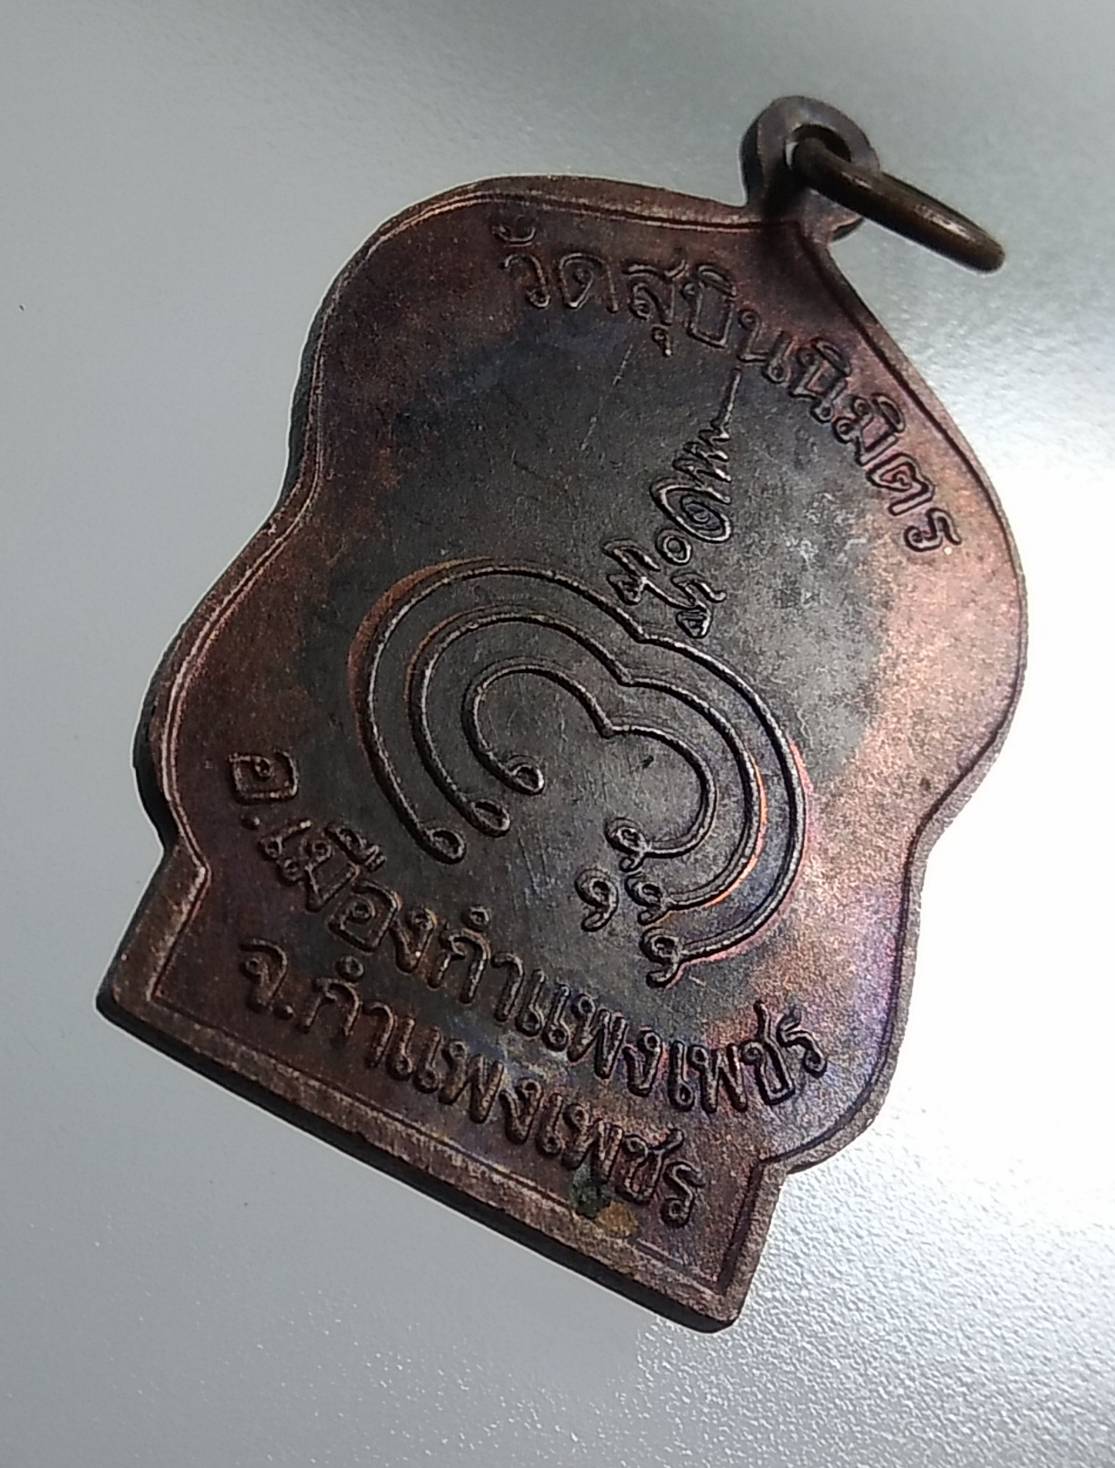 วัดสุบินนิมิตร
อ.เมืองกำแพงเพชร
จ.กำแพงเพชร